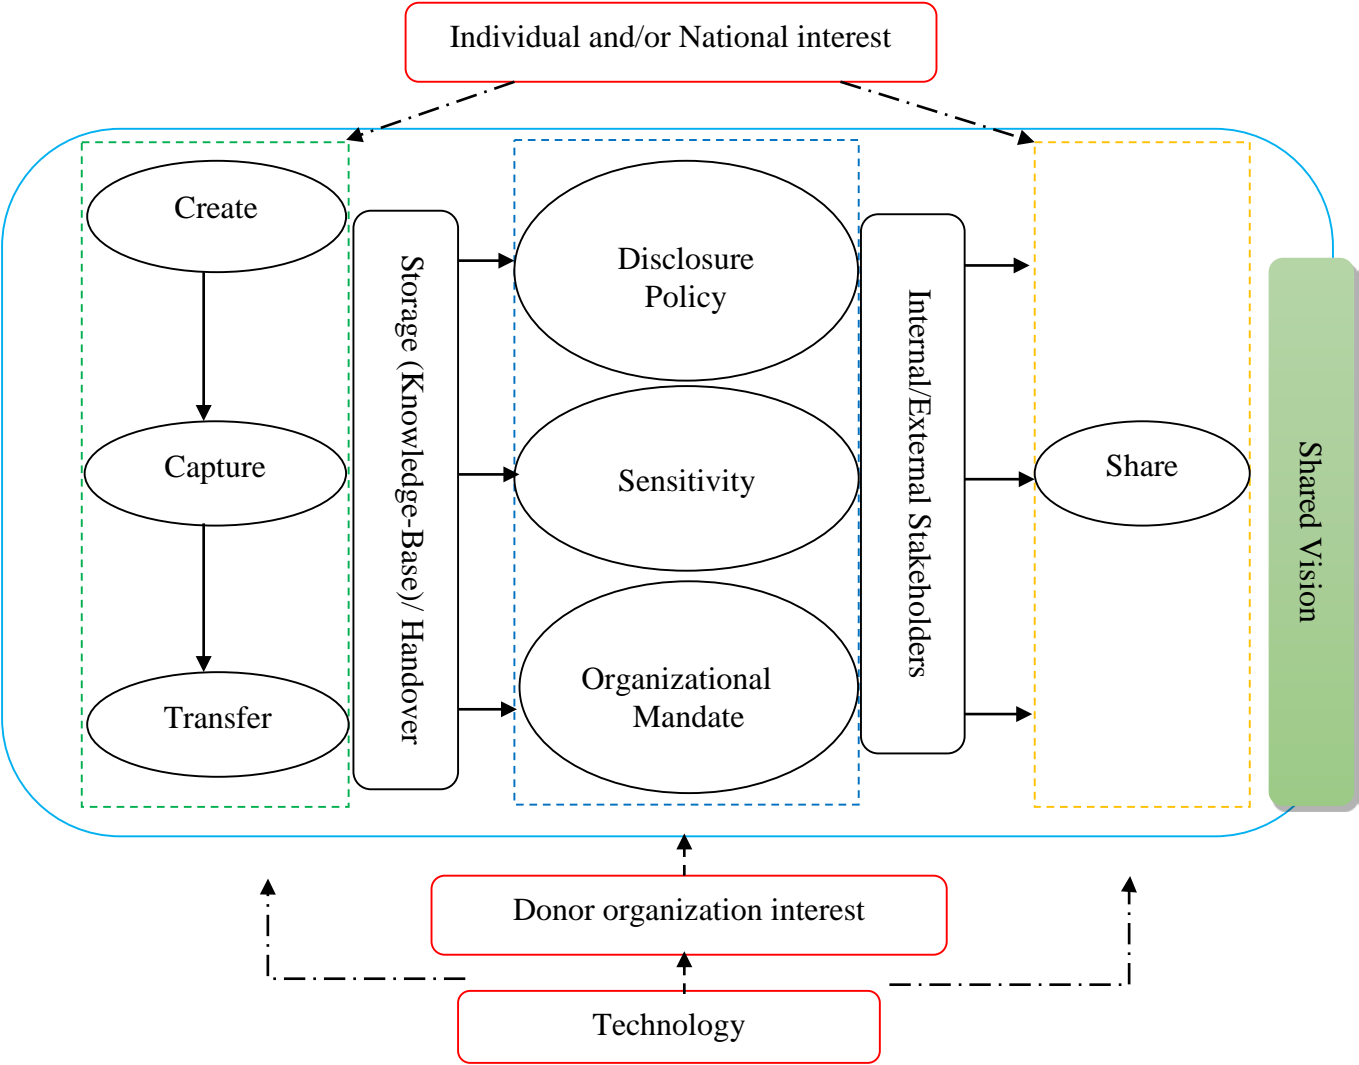 Individual and/or National interest
Create
Capture
Transfer
Storage (Knowledge-Base)/ Handover
Disclosure
Policy
Sensitivity
Organizational
Mandate
Internal/External Stakeholders
Share
Shared Vision
Donor organization interest
Technology